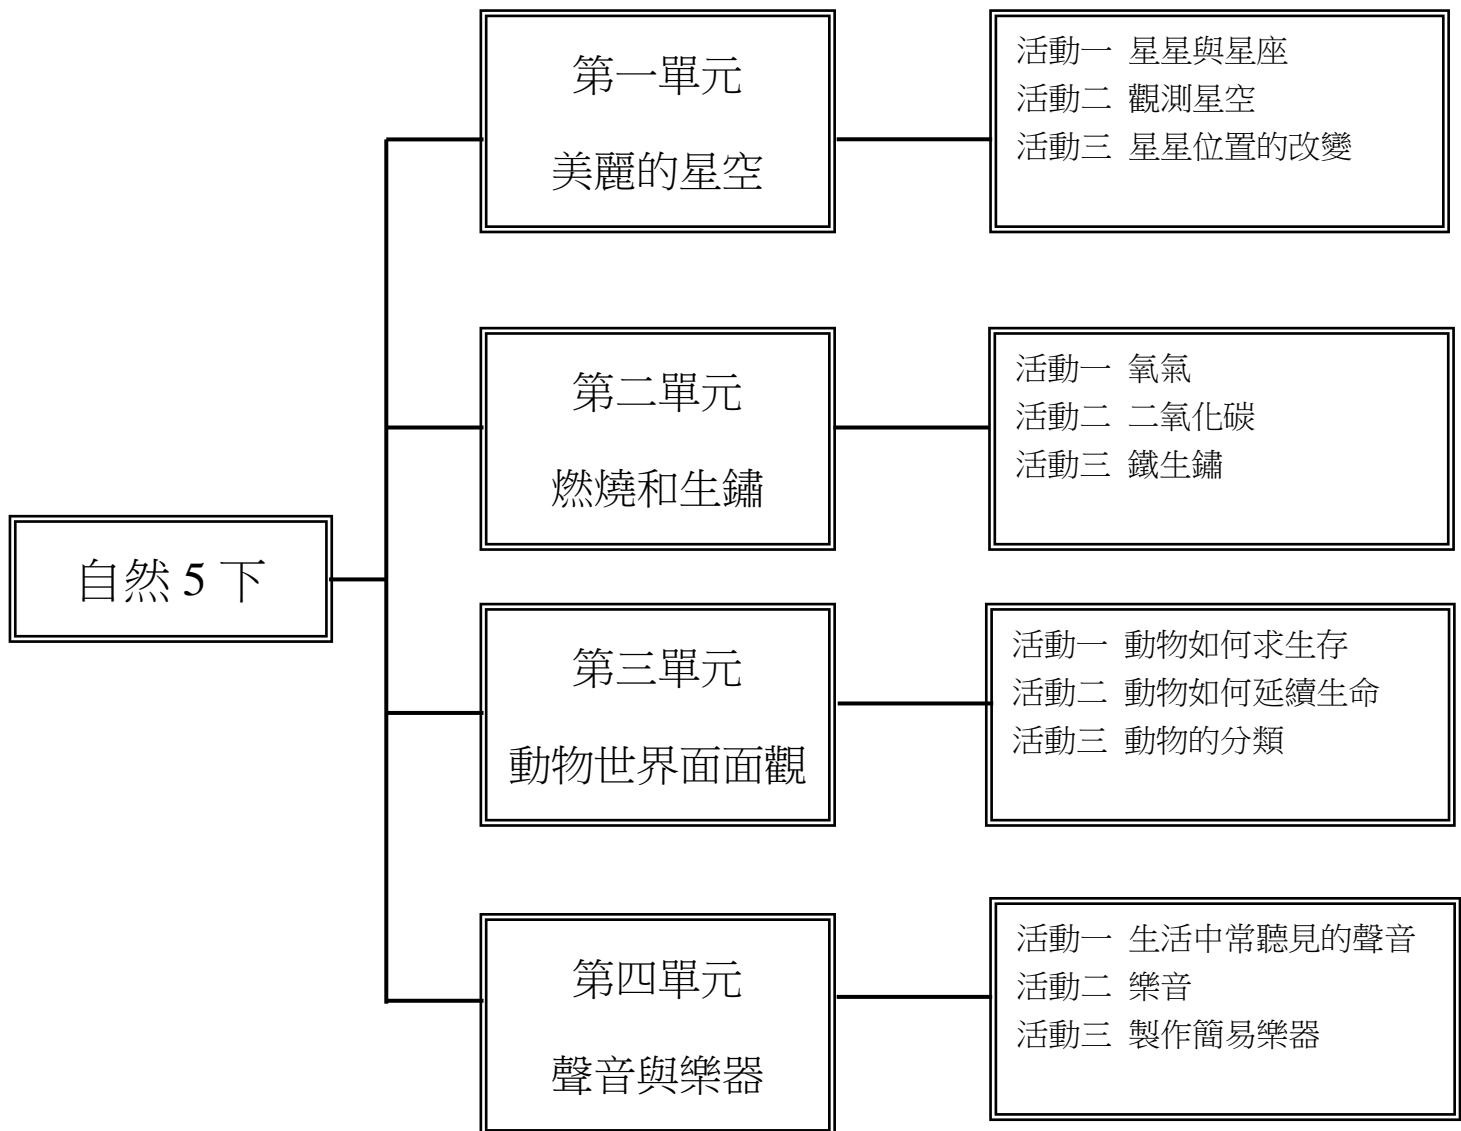 自然 5 下
第一單元
美麗的星空
活動一 星星與星座
活動二 觀測星空
活動三 星星位置的改變
第二單元
燃燒和生鏽
活動一 氧氣
活動二 二氧化碳
活動三 鐵生鏽
第三單元
動物世界面面觀
活動一 動物如何求生存
活動二 動物如何延續生命
活動三 動物的分類
第四單元
聲音與樂器
活動一 生活中常聽見的聲音
活動二 樂音
活動三 製作簡易樂器